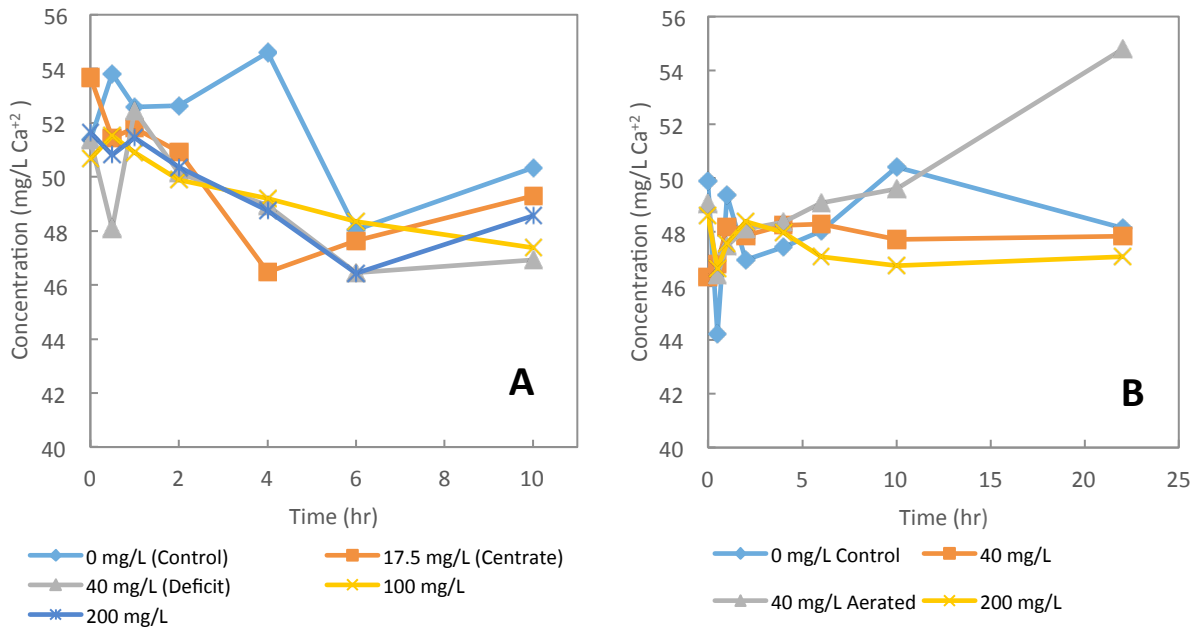 56
54
52
50
48
46
44
42
40
Concentration (mg/L Ca+2 )
0 2 4 6 8 10
Time (hr)
A
0 mg/L (Control) 17.5 mg/L (Centrate)
40 mg/L (Deficit) 100 mg/L
200 mg/L
56
54
52
50
48
46
44
42
40
Concentration (mg/L Ca+2 )
0 5 10 15 20 25
Time (hr)
B
0 mg/L Control 40 mg/L
40 mg/L Aerated 200 mg/L